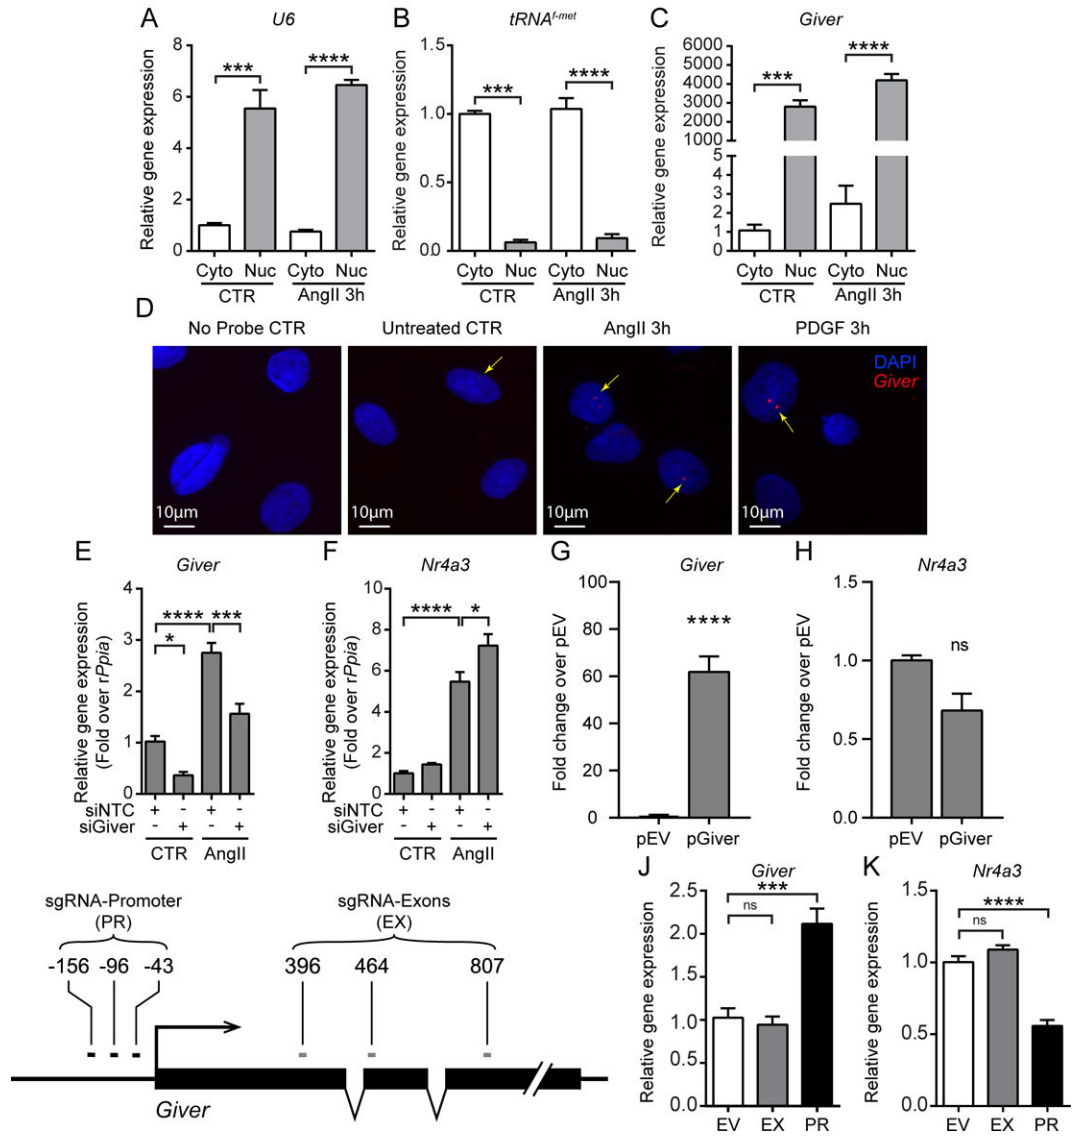 A U6
Relative gene expression
8
6
4
2
0
*** ****
Cyto Nuc Cyto Nuc
CTR AngII 3h
B tRNAf-met
Relative gene expression
1.5
1.0
0.5
0.0
*** ****
Cyto Nuc Cyto Nuc
CTR AngII 3h
C Giver
Relative gene expression
6000
5000
4000
3000
2000
1000
5
4
3
2
1
0
*** ****
Cyto Nuc Cyto Nuc
CTR AngII 3h
D
No Probe CTR Untreated CTR AngII 3h PDGF 3h
DAPI
Giver
10μm 10μm 10μm 10μm
E Giver
Relative gene expression
(Fold over rPpia)
4
3
2
1
0
**** ***
*
siNTC + - + -
siGiver - + - +
CTR AngII
F Nr4a3
Relative gene expression
(Fold over rPpia)
10
8
6
4
2
0
**** *
siNTC + - + -
siGiver - + - +
CTR AngII
G Giver
Fold change over pEV
100
80
60
40
20
0
****
pEV pGiver
H Nr4a3
Fold change over pEV
1.5
1.0
0.5
0.0
ns
pEV pGiver
sgRNA-Promoter
(PR)
-156 -96 -43
sgRNA-Exons
(EX)
396 464 807
Giver
J Giver
Relative gene expression
2.5
2.0
1.5
1.0
0.5
0.0
***
ns
EV EX PR
K Nr4a3
Relative gene expression
1.5
1.0
0.5
0.0
****
ns
EV EX PR